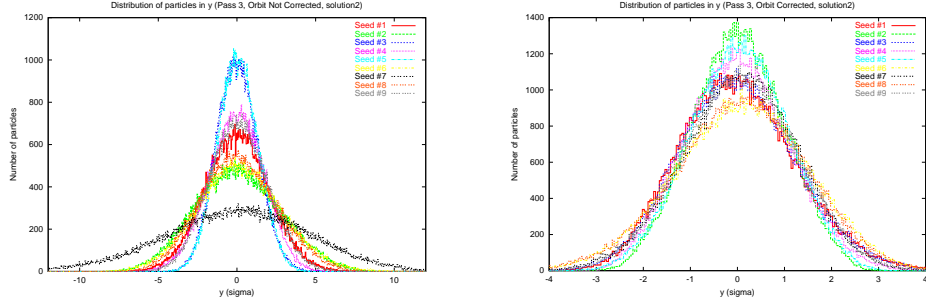 Distribution of particles in y (Pass 3, Orbit Not Corrected, solution2)
Number of particles
1200
1000
800
600
400
200
0
-10
-5
0
5
10
y (sigma)
Seed #1
Seed #2
Seed #3
Seed #4
Seed #5
Seed #6
Seed #7
Seed #8
Seed #9
Distribution of particles in y (Pass 3, Orbit Corrected, solution2)
Number of particles
1400
1200
1000
800
600
400
200
0
-4
-3
-2
-1
0
1
2
3
4
y (sigma)
Seed #1
Seed #2
Seed #3
Seed #4
Seed #5
Seed #6
Seed #7
Seed #8
Seed #9